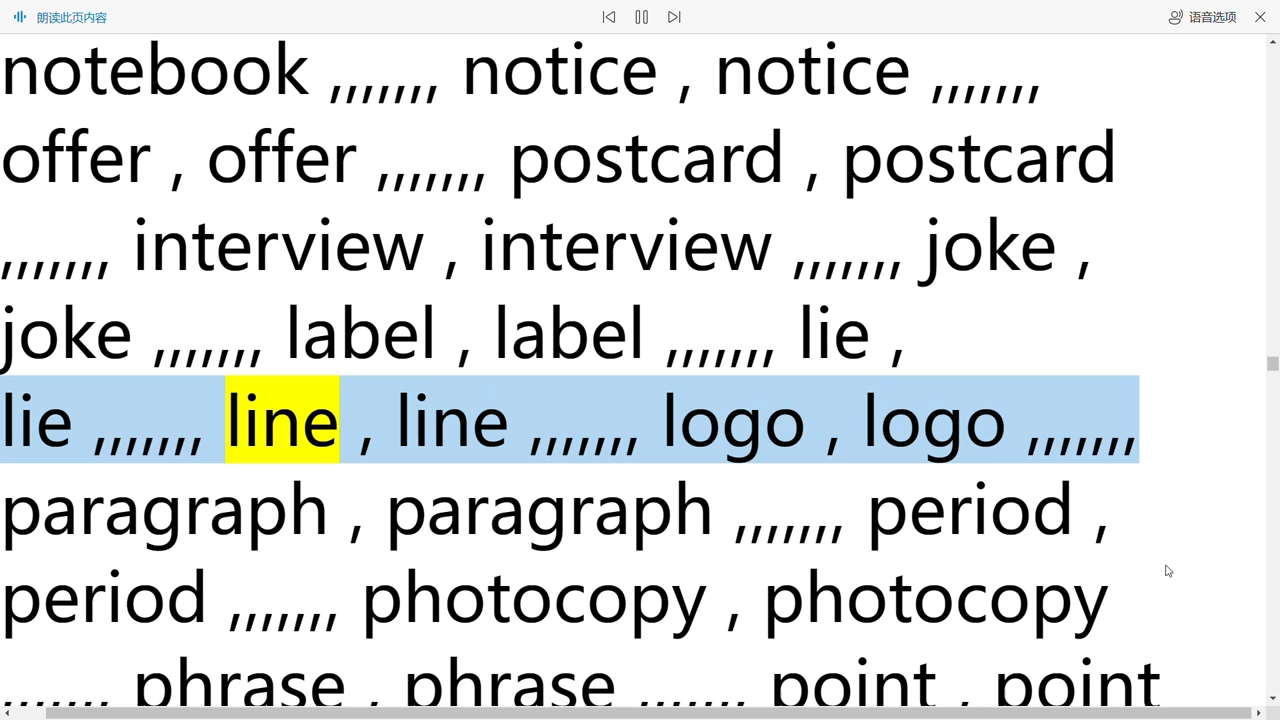 朗读此页内容
语音选项
notebook ,,,,,,, notice , notice ,,,,,,,
offer , offer ,,,,,,, postcard , postcard
,,,,,,, interview , interview ,,,,,,, joke ,
joke ,,,,,,, label , label ,,,,,,, lie ,
lie ,,,,,,, line , line ,,,,,,, logo , logo ,,,,,,,
paragraph , paragraph ,,,,,,, period ,
period ,,,,,,, photocopy , photocopy
,,,,,,, phrase , phrase ,,,,,,, point , point